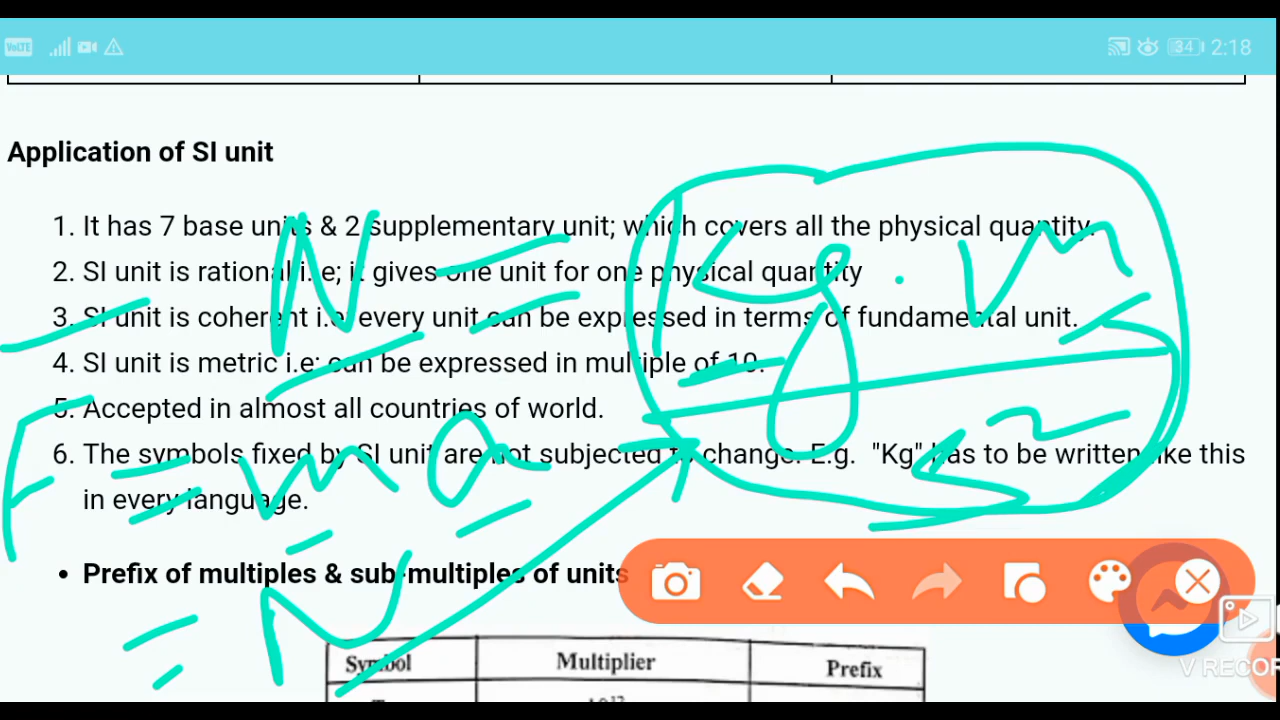 VoLTE 34 2:18
Application of SI unit
1. It has 7 base units & 2 supplementary unit; which covers all the physical quantity.
2. SI unit is rational i.e; it gives one unit for one physical quantity
3. SI unit is coherent i.e. every unit can be expressed in terms of fundamental unit.
4. SI unit is metric i.e; can be expressed in multiple of 10.
5. Accepted in almost all countries of world.
6. The symbols fixed by SI unit are not subjected to change. E.g. "Kg" has to be written like this
in every language.
N = Kg . m
s²
F = ma
= N
• Prefix of multiples & sub-multiples of units
Symbol Multiplier Prefix
10¹²
V RECOR